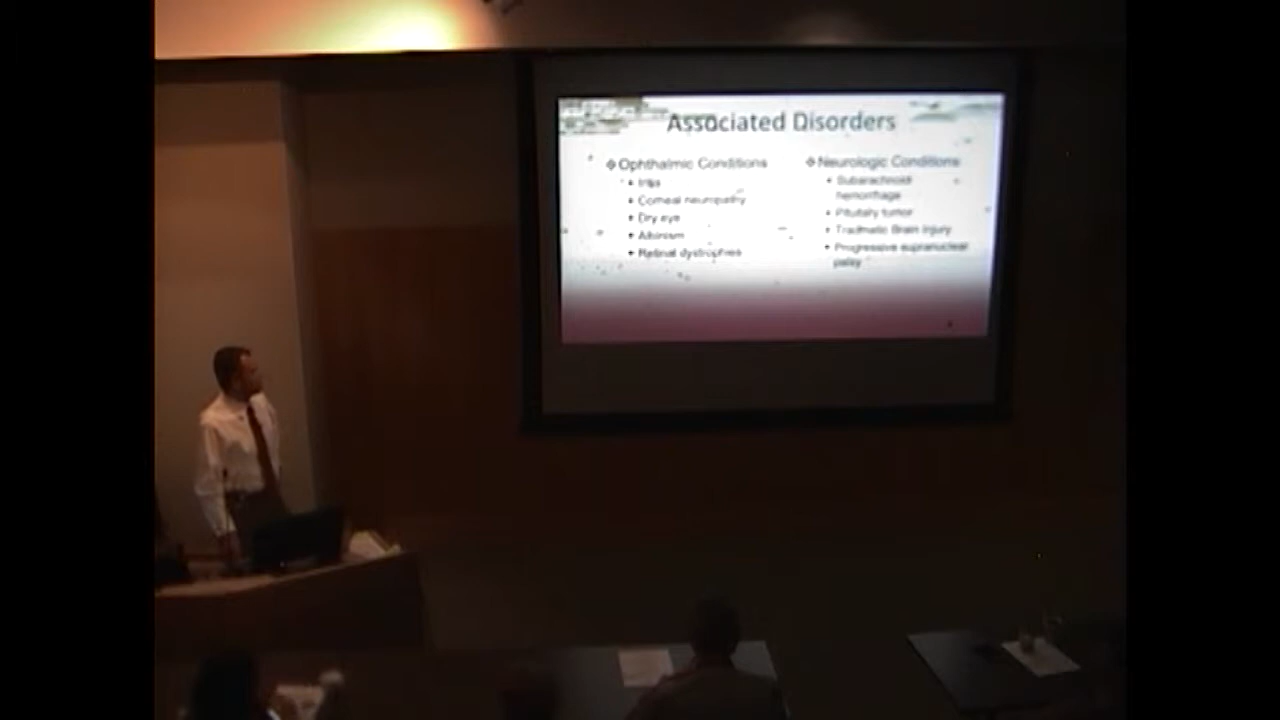 Associated Disorders
❖ Ophthalmic Conditions
+ Iritis
+ Corneal neuropathy
+ Dry eye
+ Albinism
+ Retinal dystrophies
❖ Neurologic Conditions
+ Subarachnoid
hemorrhage
+ Pituitary tumor
+ Traumatic Brain Injury
+ Progressive supranuclear
palsy